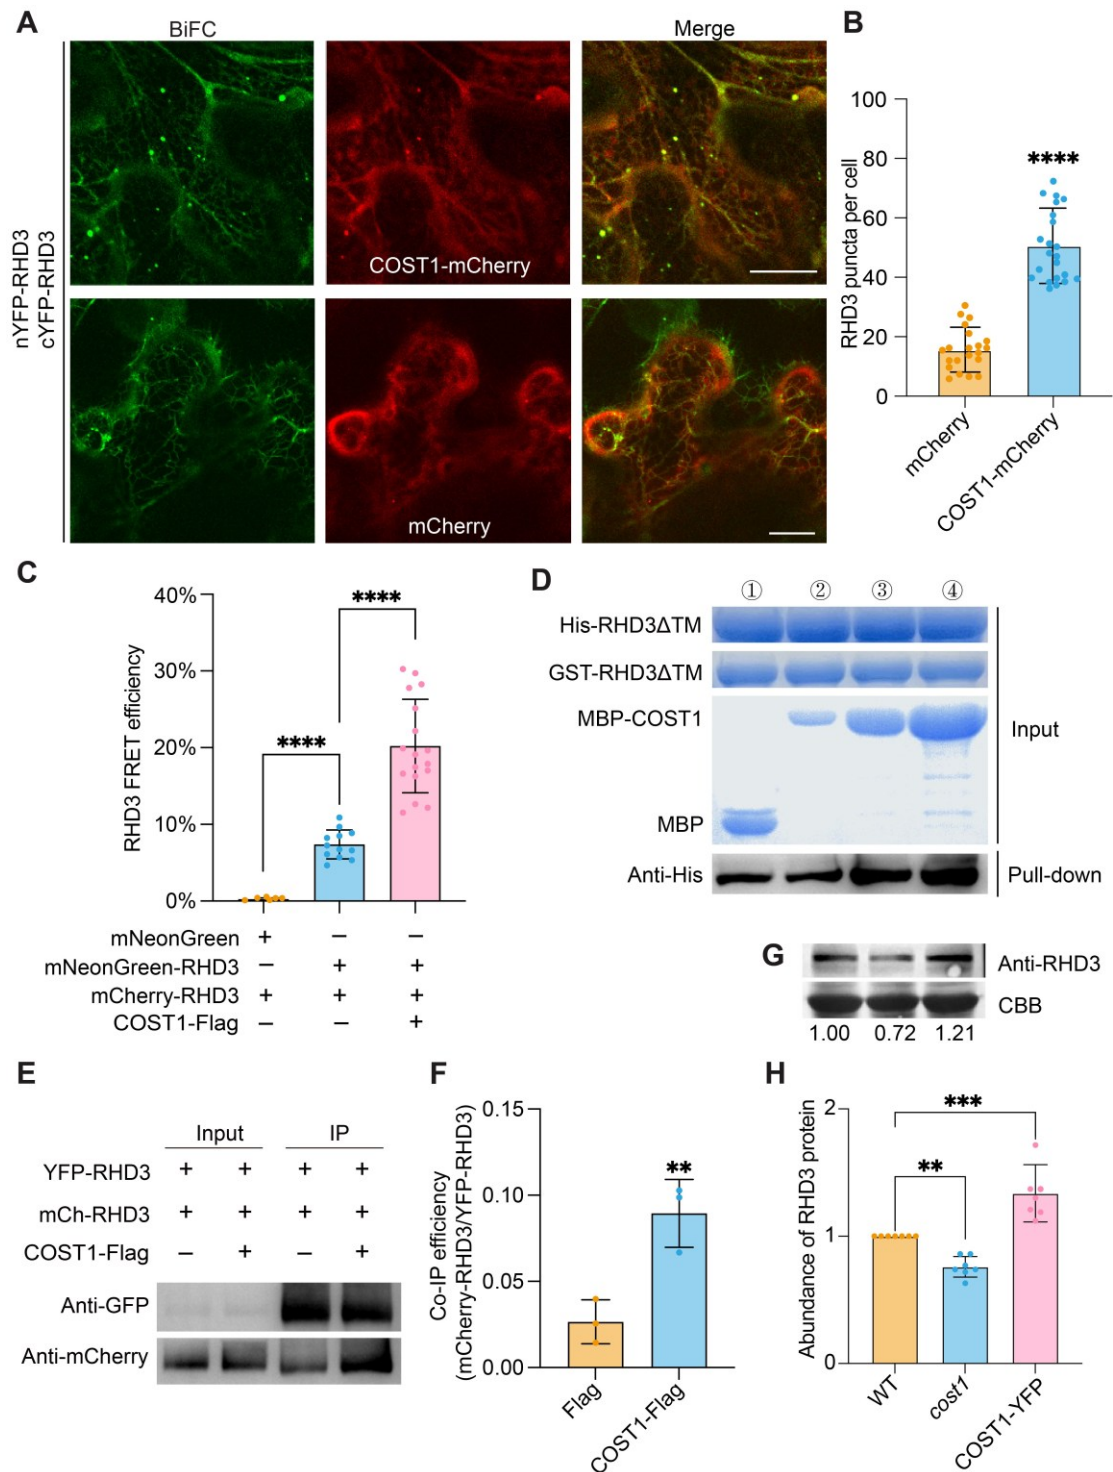 A
BiFC
Merge
nYFP-RHD3
cYFP-RHD3
COST1-mCherry
mCherry
B
RHD3 puncta per cell
100
80
60
40
20
0
****
mCherry
COST1-mCherry
C
RHD3 FRET efficiency
40%
30%
20%
10%
0%
****
****
mNeonGreen + − −
mNeonGreen-RHD3 − + +
mCherry-RHD3 + + +
COST1-Flag − − +
D
① ② ③ ④
His-RHD3ΔTM
GST-RHD3ΔTM
MBP-COST1
MBP
Input
Anti-His
Pull-down
G
Anti-RHD3
CBB
1.00 0.72 1.21
E
Input IP
YFP-RHD3 + + + +
mCh-RHD3 + + + +
COST1-Flag − + − +
Anti-GFP
Anti-mCherry
F
Co-IP efficiency
(mCherry-RHD3/YFP-RHD3)
0.15
0.10
0.05
0.00
**
Flag
COST1-Flag
H
Abundance of RHD3 protein
2
1
0
***
**
WT
cost1
COST1-YFP